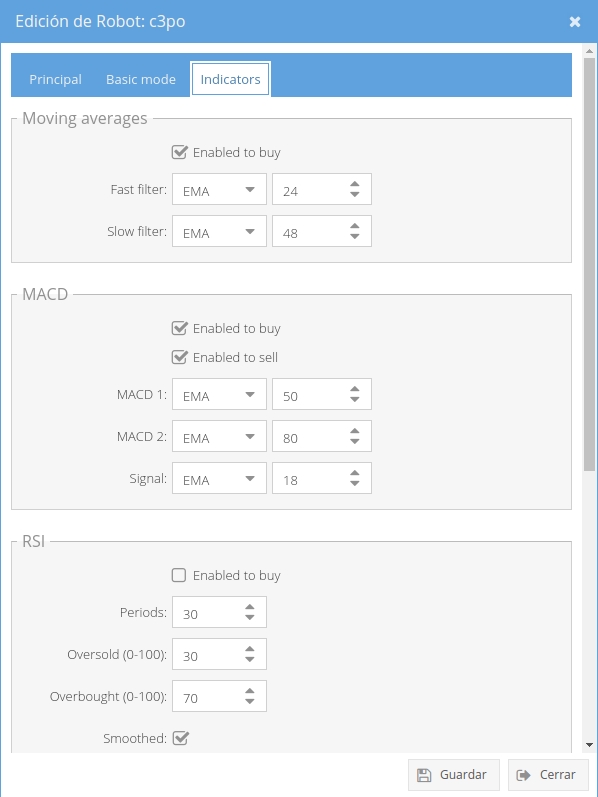 Edición de Robot: c3po
Principal Basic mode Indicators
Moving averages
Enabled to buy
Fast filter: EMA 24
Slow filter: EMA 48
MACD
Enabled to buy
Enabled to sell
MACD 1: EMA 50
MACD 2: EMA 80
Signal: EMA 18
RSI
Enabled to buy
Periods: 30
Oversold (0-100): 30
Overbought (0-100): 70
Smoothed:
Guardar Cerrar